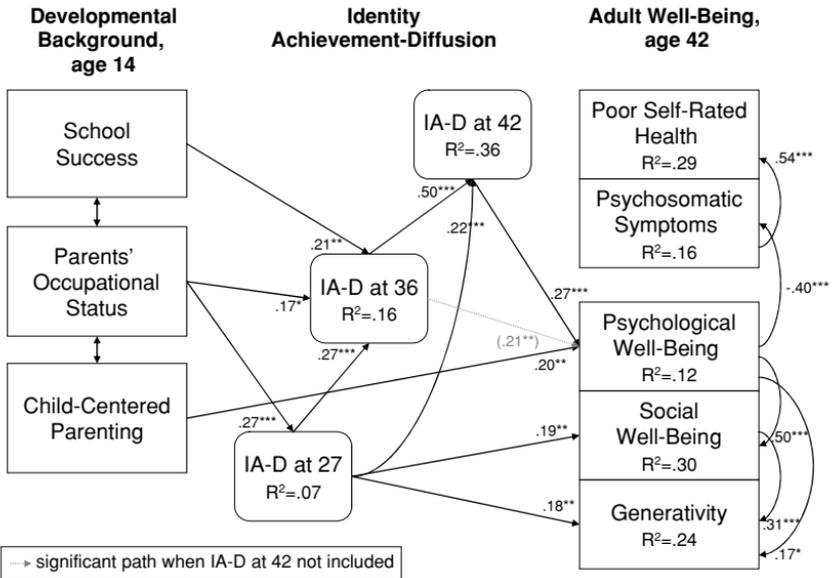 Developmental
Background,
age 14
Identity
Achievement-Diffusion
Adult Well-Being,
age 42
School
Success
Parents'
Occupational
Status
Child-Centered
Parenting
IA-D at 42
R²=.36
.50***
.22***
.21**
IA-D at 36
R²=.16
.17*
.27***
.27***
IA-D at 27
R²=.07
.27***
(.21**)
.20**
.19**
.18**
Poor Self-Rated
Health
R²=.29
Psychosomatic
Symptoms
R²=.16
Psychological
Well-Being
R²=.12
Social
Well-Being
R²=.30
Generativity
R²=.24
.54***
-.40***
.50***
.31***
.17*
significant path when IA-D at 42 not included